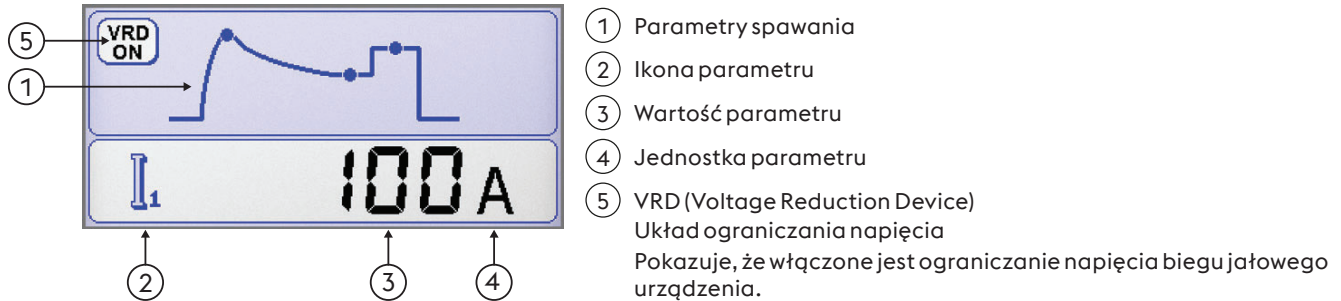 5
VRD
ON
1
I1
100 A
2
3
4
1 Parametry spawania
2 Ikona parametru
3 Wartość parametru
4 Jednostka parametru
5 VRD (Voltage Reduction Device)
Układ ograniczania napięcia
Pokazuje, że włączone jest ograniczanie napięcia biegu jałowego
urządzenia.